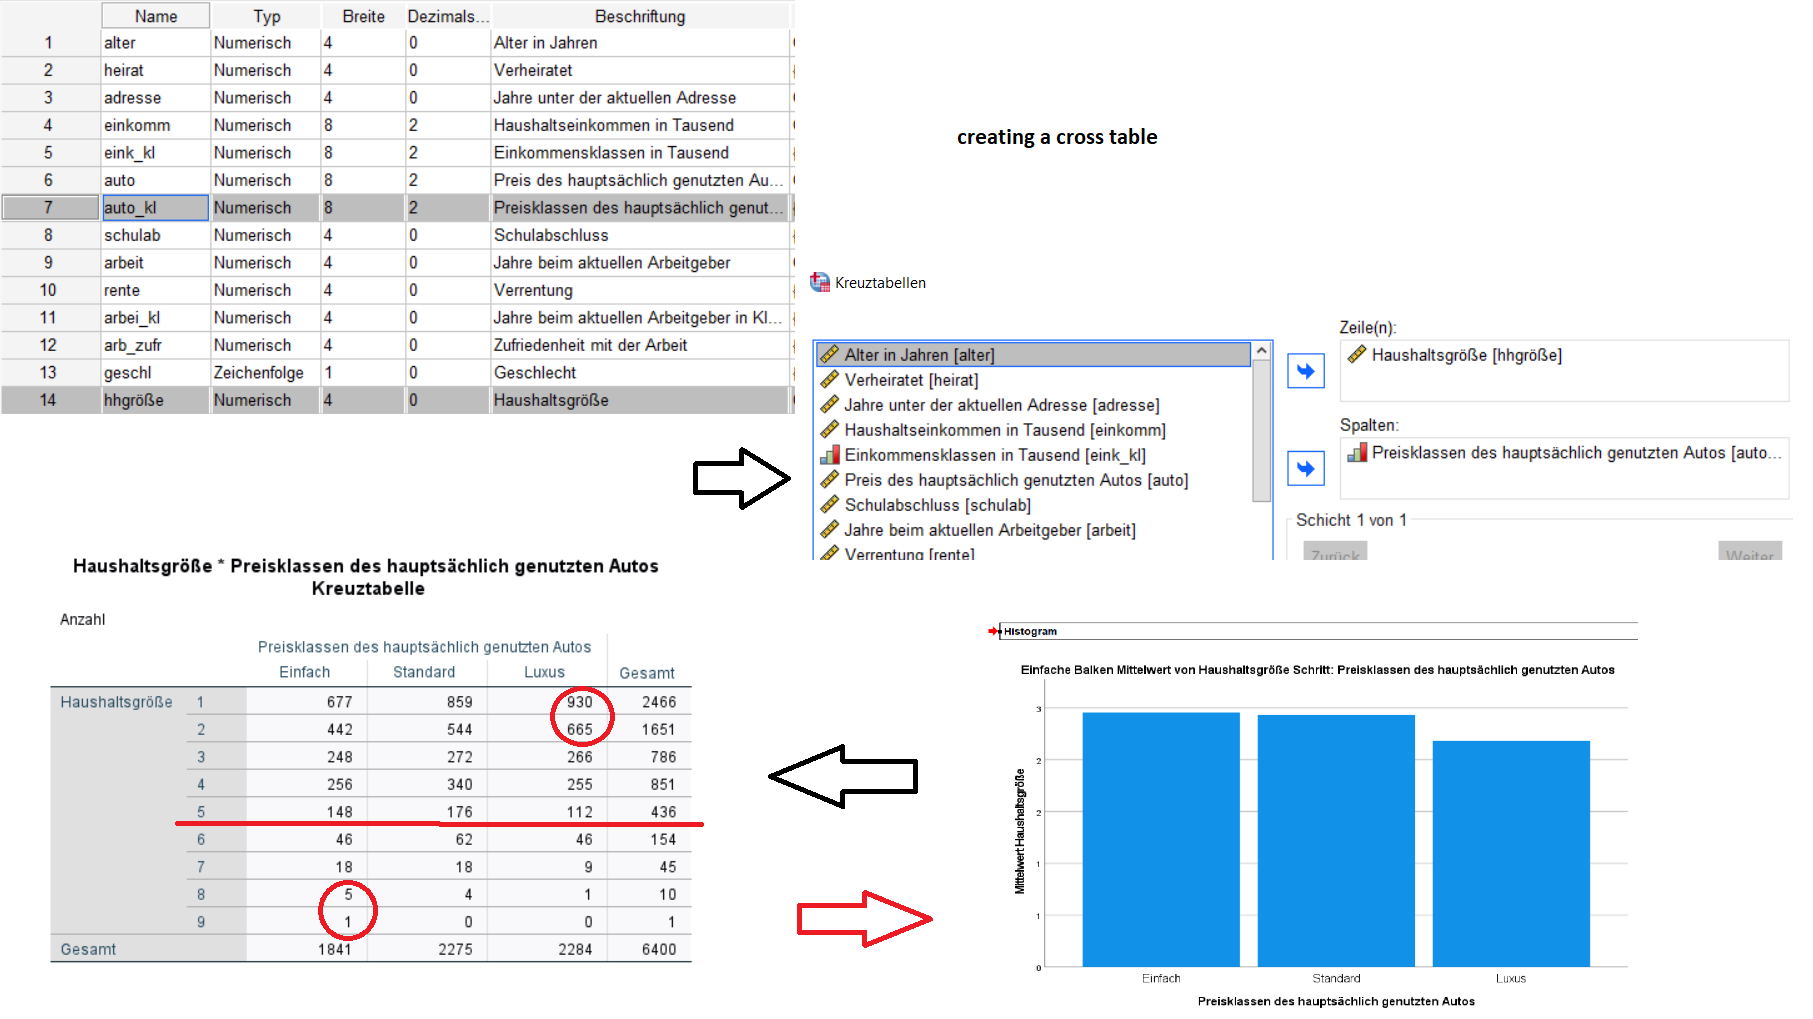 Name Typ Breite Dezimals... Beschriftung
1 alter Numerisch 4 0 Alter in Jahren
2 heirat Numerisch 4 0 Verheiratet
3 adresse Numerisch 4 0 Jahre unter der aktuellen Adresse
4 einkomm Numerisch 8 2 Haushaltseinkommen in Tausend
5 eink_kl Numerisch 8 2 Einkommensklassen in Tausend
6 auto Numerisch 8 2 Preis des hauptsächlich genutzten Au...
7 auto_kl Numerisch 8 2 Preisklassen des hauptsächlich genut...
8 schulab Numerisch 4 0 Schulabschluss
9 arbeit Numerisch 4 0 Jahre beim aktuellen Arbeitgeber
10 rente Numerisch 4 0 Verrentung
11 arbei_kl Numerisch 4 0 Jahre beim aktuellen Arbeitgeber in Kl...
12 arb_zufr Numerisch 4 0 Zufriedenheit mit der Arbeit
13 geschl Zeichenfolge 1 0 Geschlecht
14 hhgröße Numerisch 4 0 Haushaltsgröße
creating a cross table
Kreuztabellen
Alter in Jahren [alter]
Verheiratet [heirat]
Jahre unter der aktuellen Adresse [adresse]
Haushaltseinkommen in Tausend [einkomm]
Einkommensklassen in Tausend [eink_kl]
Preis des hauptsächlich genutzten Autos [auto]
Schulabschluss [schulab]
Jahre beim aktuellen Arbeitgeber [arbeit]
Verrentung [rente]
Zeile(n):
Haushaltsgröße [hhgröße]
Spalten:
Preisklassen des hauptsächlich genutzten Autos [auto...
Schicht 1 von 1
Zurück Weiter
Haushaltsgröße * Preisklassen des hauptsächlich genutzten Autos
Kreuztabelle
Anzahl
Preisklassen des hauptsächlich genutzten Autos
Einfach Standard Luxus Gesamt
Haushaltsgröße 1 677 859 930 2466
2 442 544 665 1651
3 248 272 266 786
4 256 340 255 851
5 148 176 112 436
6 46 62 46 154
7 18 18 9 45
8 5 4 1 10
9 1 0 0 1
Gesamt 1841 2275 2284 6400
Histogram
Einfache Balken Mittelwert von Haushaltsgröße Schritt: Preisklassen des hauptsächlich genutzten Autos
Mittelwert Haushaltsgröße
3
2
2
1
1
0
Einfach Standard Luxus
Preisklassen des hauptsächlich genutzten Autos